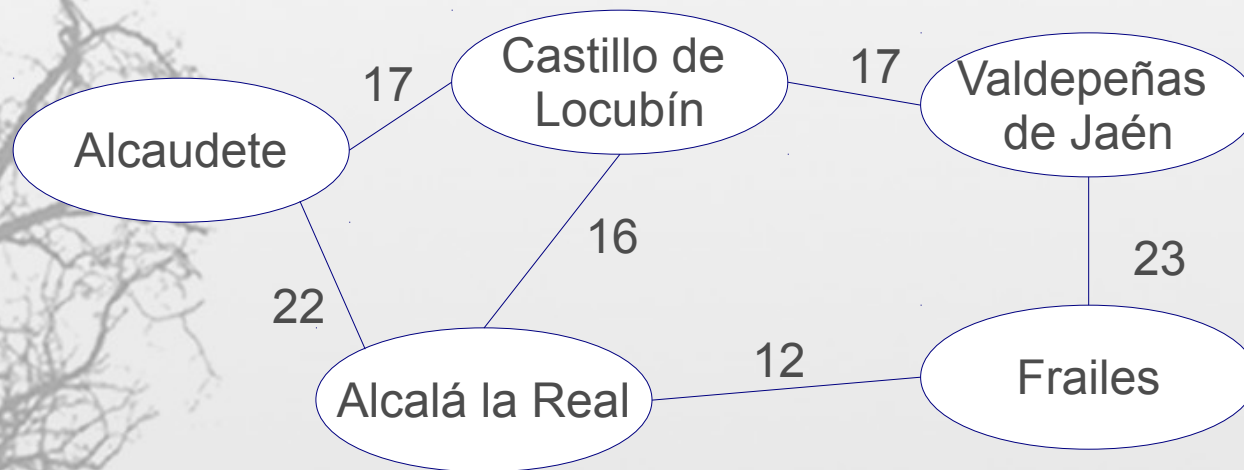 Castillo de
Locubín
17
17
Valdepeñas
de Jaén
Alcaudete
16
23
22
12
Frailes
Alcalá la Real